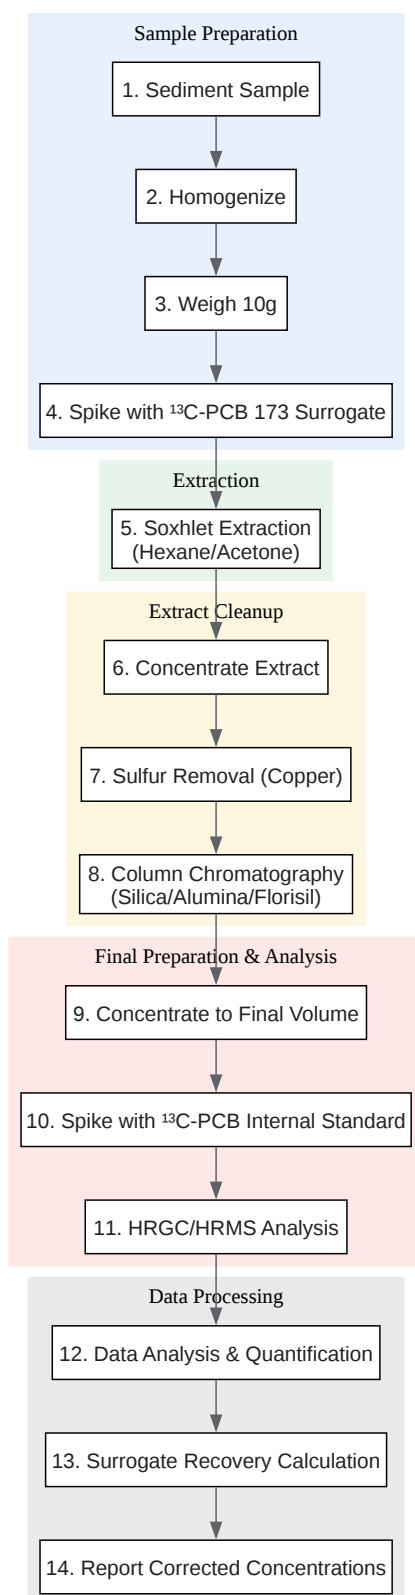 Sample Preparation
1. Sediment Sample
2. Homogenize
3. Weigh 10g
4. Spike with ¹³C-PCB 173 Surrogate
Extraction
5. Soxhlet Extraction
(Hexane/Acetone)
Extract Cleanup
6. Concentrate Extract
7. Sulfur Removal (Copper)
8. Column Chromatography
(Silica/Alumina/Florisil)
Final Preparation & Analysis
9. Concentrate to Final Volume
10. Spike with ¹³C-PCB Internal Standard
11. HRGC/HRMS Analysis
Data Processing
12. Data Analysis & Quantification
13. Surrogate Recovery Calculation
14. Report Corrected Concentrations